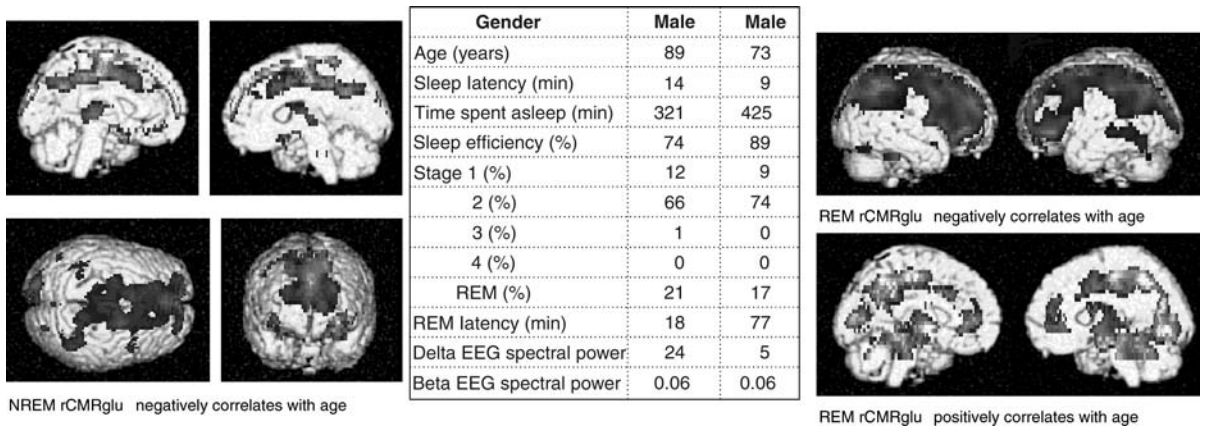 Gender Male Male
Age (years) 89 73
Sleep latency (min) 14 9
Time spent asleep (min) 321 425
Sleep efficiency (%) 74 89
Stage 1 (%) 12 9
2 (%) 66 74
3 (%) 1 0
4 (%) 0 0
REM (%) 21 17
REM latency (min) 18 77
Delta EEG spectral power 24 5
Beta EEG spectral power 0.06 0.06
NREM rCMRglu negatively correlates with age
REM rCMRglu negatively correlates with age
REM rCMRglu positively correlates with age